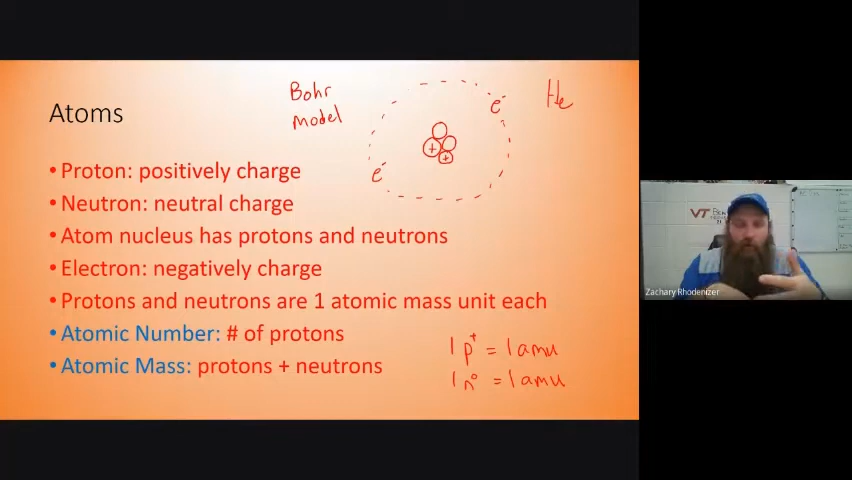 Bohr
model
He
e-
e-
+
+
Atoms
• Proton: positively charge
• Neutron: neutral charge
• Atom nucleus has protons and neutrons
• Electron: negatively charge
• Protons and neutrons are 1 atomic mass unit each
• Atomic Number: # of protons
• Atomic Mass: protons + neutrons
1 p+ = 1 amu
1 n° = 1 amu
VT
Zachary Rhodenizer